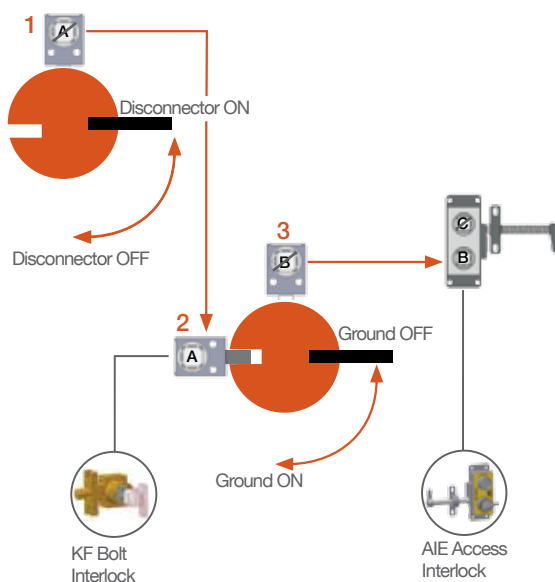 1
A
Disconnector ON
Disconnector OFF
3
B
C
B
2
A
Ground OFF
Ground ON
KF Bolt
Interlock
AIE Access
Interlock